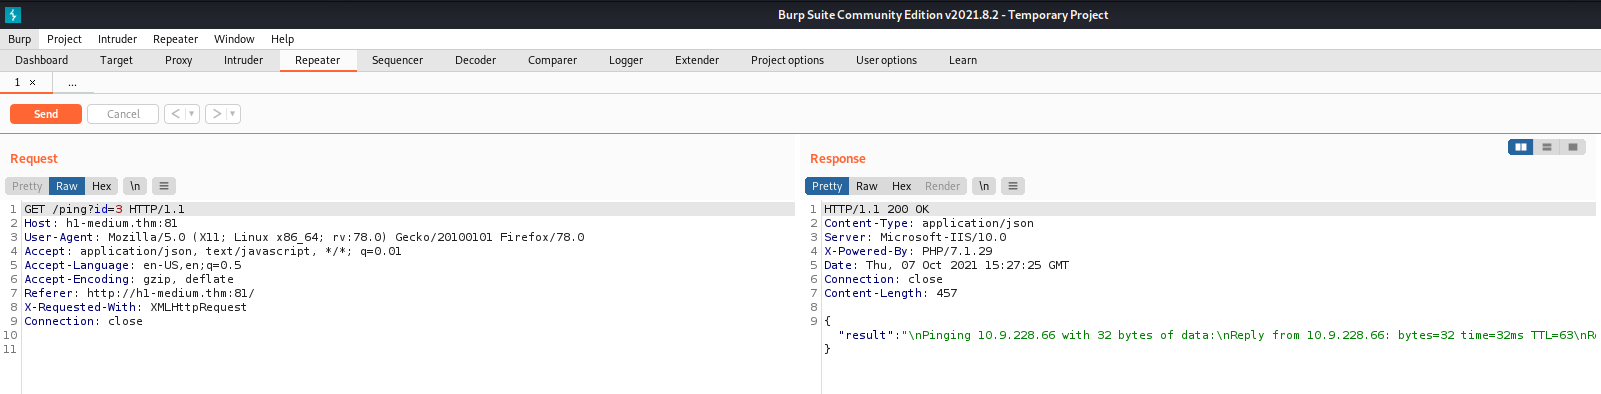 Burp Suite Community Edition v2021.8.2 - Temporary Project
Burp Project Intruder Repeater Window Help
Dashboard Target Proxy Intruder Repeater Sequencer Decoder Comparer Logger Extender Project options User options Learn
1 × ...
Send Cancel < ▾ > ▾
Request
Pretty Raw Hex \n ≡
1 GET /ping?id=3 HTTP/1.1
2 Host: h1-medium.thm:81
3 User-Agent: Mozilla/5.0 (X11; Linux x86_64; rv:78.0) Gecko/20100101 Firefox/78.0
4 Accept: application/json, text/javascript, */*; q=0.01
5 Accept-Language: en-US,en;q=0.5
6 Accept-Encoding: gzip, deflate
7 Referer: http://h1-medium.thm:81/
8 X-Requested-With: XMLHttpRequest
9 Connection: close
10
11
Response
Pretty Raw Hex Render \n ≡
1 HTTP/1.1 200 OK
2 Content-Type: application/json
3 Server: Microsoft-IIS/10.0
4 X-Powered-By: PHP/7.1.29
5 Date: Thu, 07 Oct 2021 15:27:25 GMT
6 Connection: close
7 Content-Length: 457
8
9 {
"result":"\nPinging 10.9.228.66 with 32 bytes of data:\nReply from 10.9.228.66: bytes=32 time=32ms TTL=63\nR
}